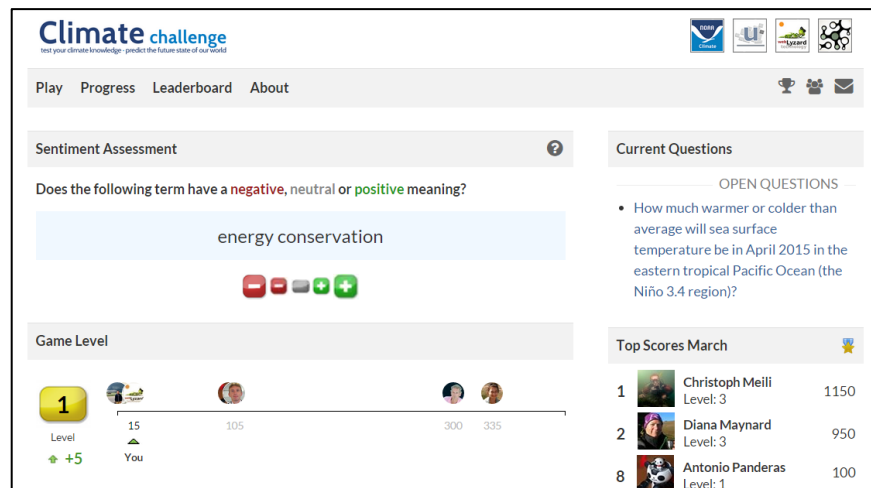 Climate challenge
test your climate knowledge - predict the future state of our world
NOAA
Climate
u
webLyzard
technology
Play Progress Leaderboard About
Sentiment Assessment
Does the following term have a negative, neutral or positive meaning?
energy conservation
Game Level
1
Level
+5
15
You
105
300
335
Current Questions
OPEN QUESTIONS
• How much warmer or colder than
average will sea surface
temperature be in April 2015 in the
eastern tropical Pacific Ocean (the
Niño 3.4 region)?
Top Scores March
1 Christoph Meili 1150
Level: 3
2 Diana Maynard 950
Level: 3
8 Antonio Panderas 100
Level: 1